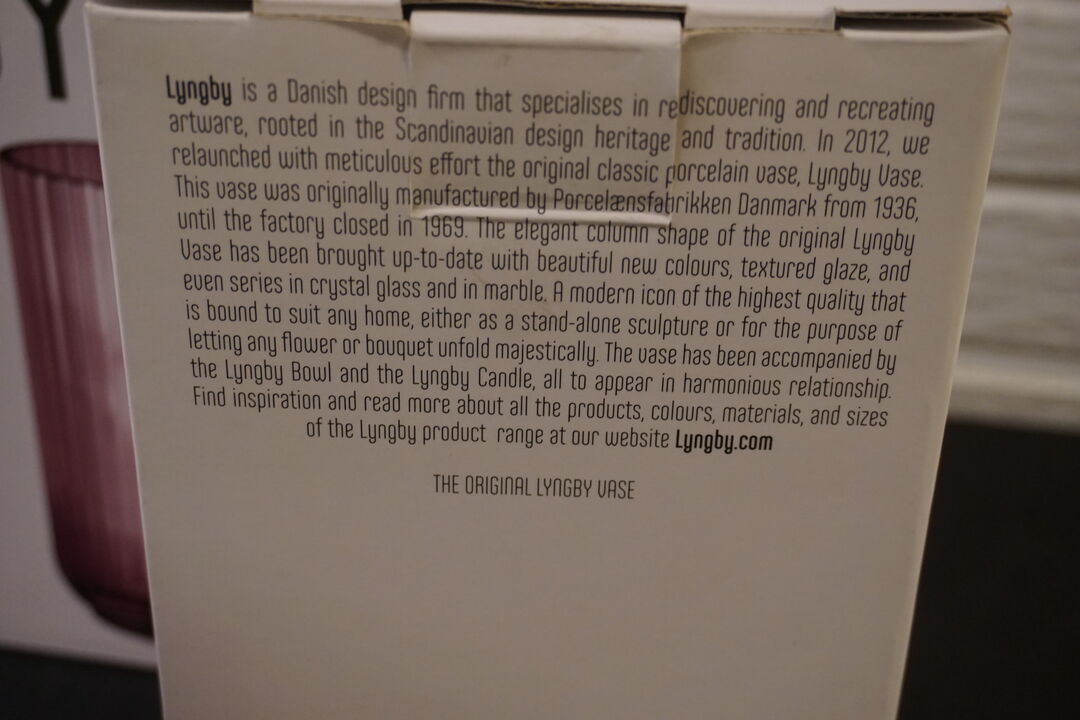 Y
Lyngby is a Danish design firm that specialises in rediscovering and recreating
artware, rooted in the Scandinavian design heritage and tradition. In 2012, we
relaunched with meticulous effort the original classic porcelain vase, Lyngby Vase.
This vase was originally manufactured by Porcelænsfabrikken Danmark from 1936,
until the factory closed in 1969. The elegant column shape of the original Lyngby
Vase has been brought up-to-date with beautiful new colours, textured glaze, and
even series in crystal glass and in marble. A modern icon of the highest quality that
is bound to suit any home, either as a stand-alone sculpture or for the purpose of
letting any flower or bouquet unfold majestically. The vase has been accompanied by
the Lyngby Bowl and the Lyngby Candle, all to appear in harmonious relationship.
Find inspiration and read more about all the products, colours, materials, and sizes
of the Lyngby product range at our website Lyngby.com
THE ORIGINAL LYNGBY VASE